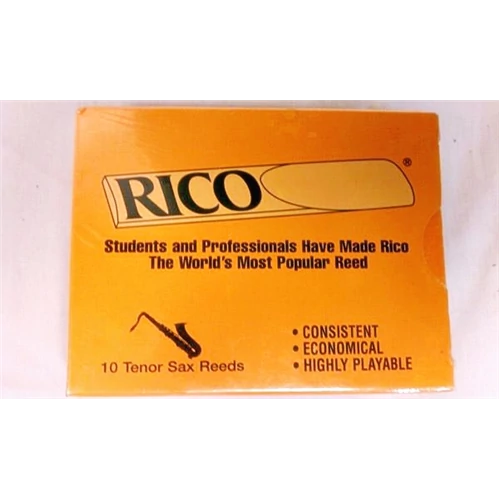 RICO®
Students and Professionals Have Made Rico
The World's Most Popular Reed
10 Tenor Sax Reeds
• CONSISTENT
• ECONOMICAL
• HIGHLY PLAYABLE